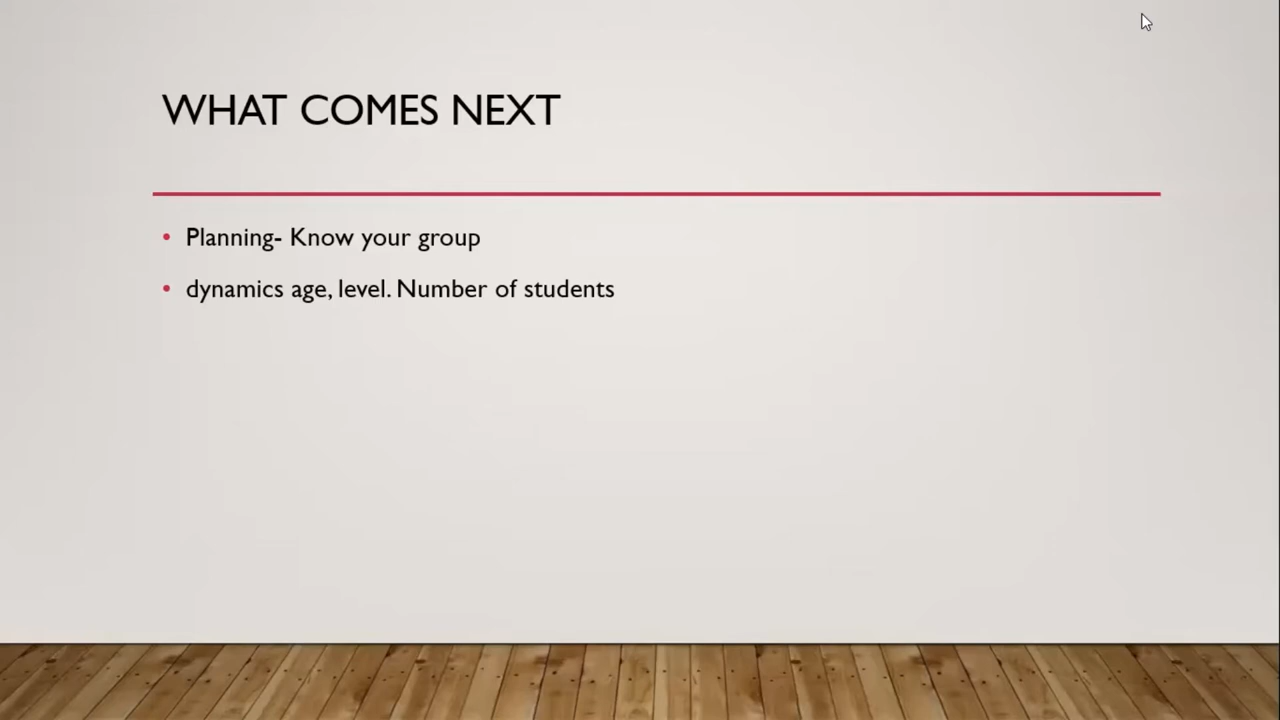 WHAT COMES NEXT
• Planning- Know your group
• dynamics age, level. Number of students